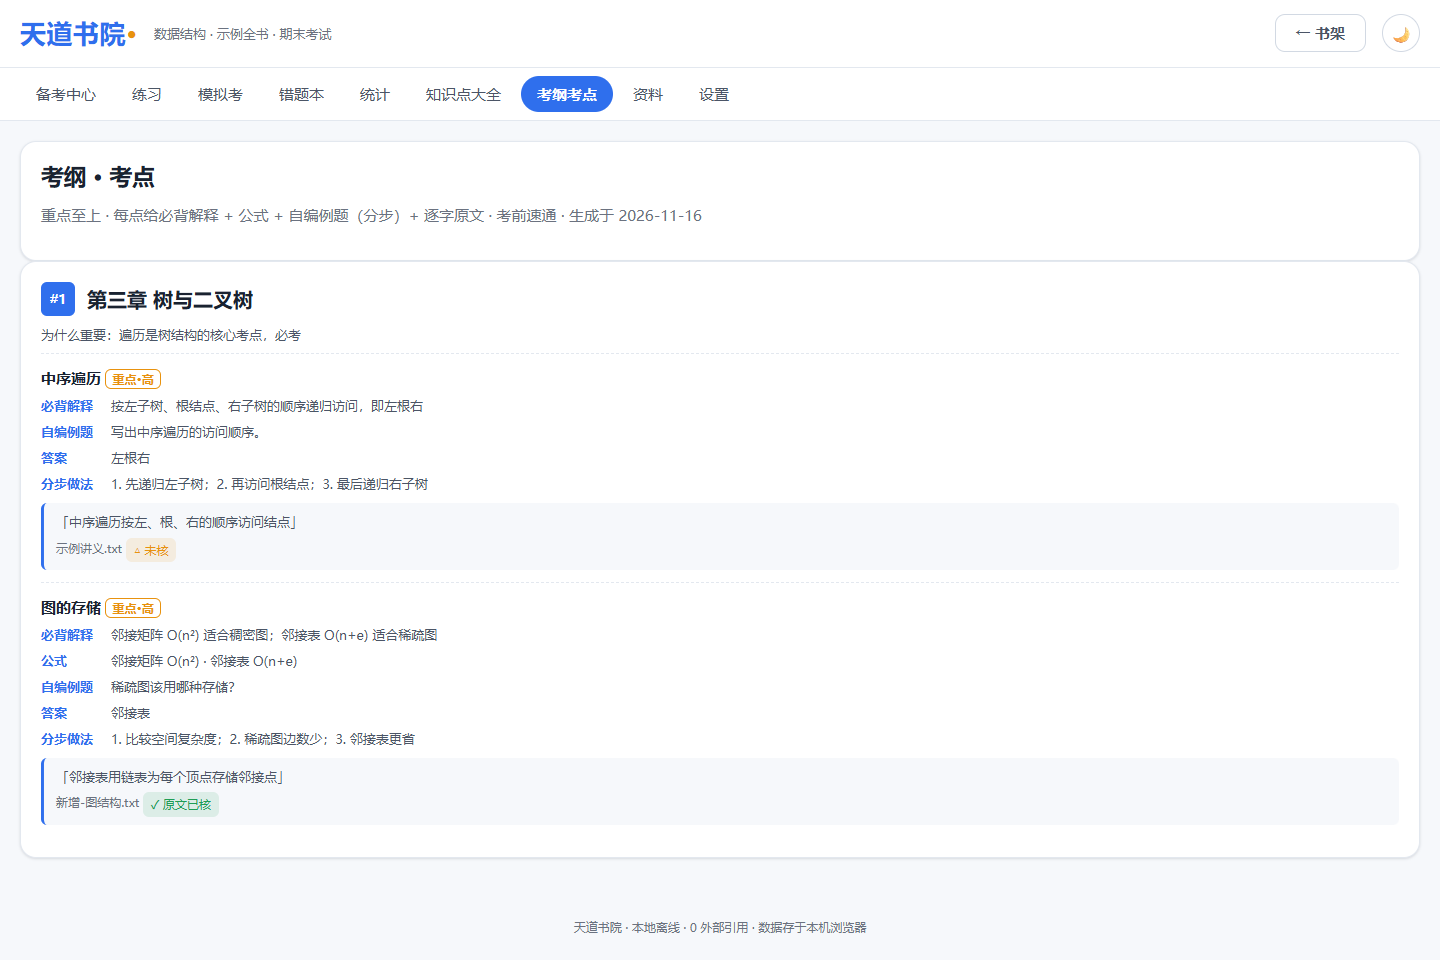 天道书院• 数据结构 · 示例全书 · 期末考试 ← 书架
备考中心 练习 模拟考 错题本 统计 知识点大全 考纲考点 资料 设置
考纲 · 考点
重点至上 · 每点给必背解释 + 公式 + 自编例题（分步）+ 逐字原文 · 考前速通 · 生成于 2026-11-16
#1 第三章 树与二叉树
为什么重要：遍历是树结构的核心考点，必考
中序遍历 重点·高
必背解释 按左子树、根结点、右子树的顺序递归访问，即左根右
自编例题 写出中序遍历的访问顺序。
答案 左根右
分步做法 1. 先递归左子树；2. 再访问根结点；3. 最后递归右子树
「中序遍历按左、根、右的顺序访问结点」
示例讲义.txt ▵ 未核
图的存储 重点·高
必背解释 邻接矩阵 O(n²) 适合稠密图；邻接表 O(n+e) 适合稀疏图
公式 邻接矩阵 O(n²) · 邻接表 O(n+e)
自编例题 稀疏图该用哪种存储？
答案 邻接表
分步做法 1. 比较空间复杂度；2. 稀疏图边数少；3. 邻接表更省
「邻接表用链表为每个顶点存储邻接点」
新增-图结构.txt ✓ 原文已核
天道书院 · 本地离线 · 0 外部引用 · 数据存于本机浏览器